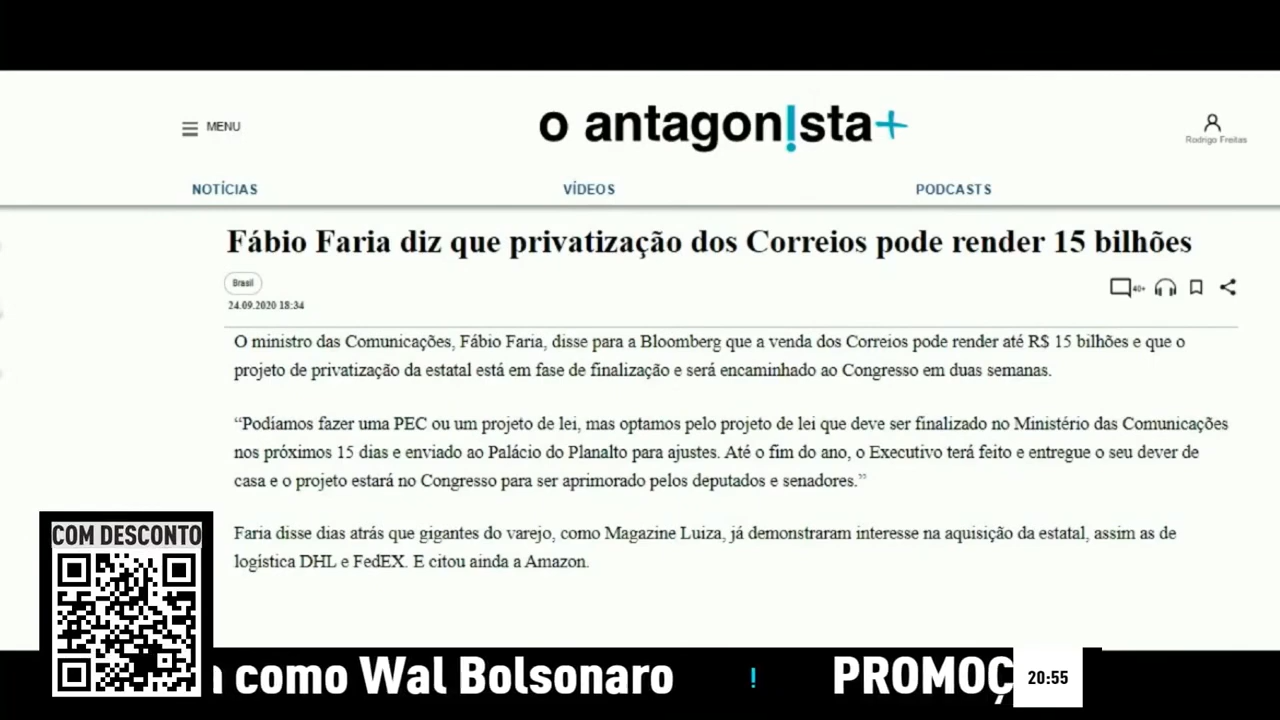 MENU
o antagon!sta+
Rodrigo Freitas
NOTÍCIAS
VÍDEOS
PODCASTS
Fábio Faria diz que privatização dos Correios pode render 15 bilhões
Brasil
40+
24.09.2020 18:34
O ministro das Comunicações, Fábio Faria, disse para a Bloomberg que a venda dos Correios pode render até R$ 15 bilhões e que o
projeto de privatização da estatal está em fase de finalização e será encaminhado ao Congresso em duas semanas.
“Podíamos fazer uma PEC ou um projeto de lei, mas optamos pelo projeto de lei que deve ser finalizado no Ministério das Comunicações
nos próximos 15 dias e enviado ao Palácio do Planalto para ajustes. Até o fim do ano, o Executivo terá feito e entregue o seu dever de
casa e o projeto estará no Congresso para ser aprimorado pelos deputados e senadores.”
Faria disse dias atrás que gigantes do varejo, como Magazine Luiza, já demonstraram interesse na aquisição da estatal, assim as de
logística DHL e FedEX. E citou ainda a Amazon.
COM DESCONTO
como Wal Bolsonaro ! PROMOÇ
20:55